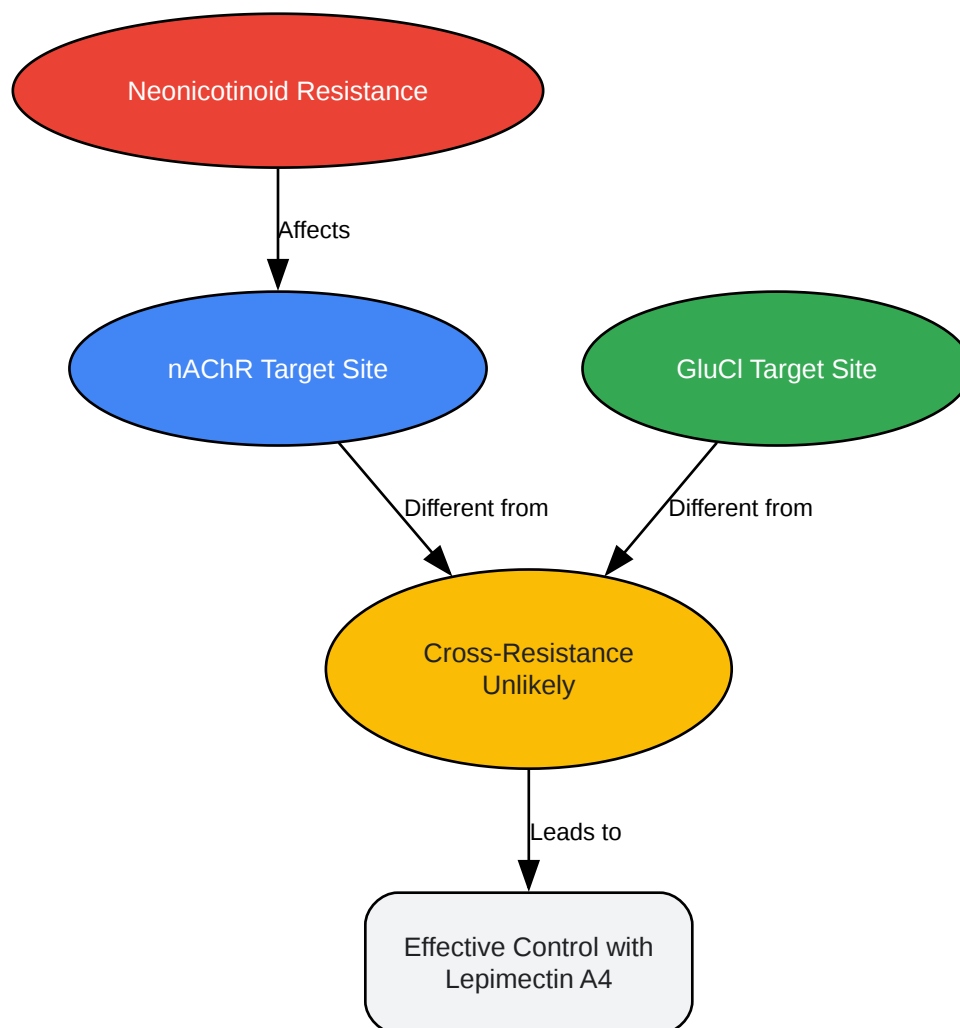 Neonicotinoid Resistance
Affects
nAChR Target Site
GluCl Target Site
Different from
Different from
Cross-Resistance
Unlikely
Leads to
Effective Control with
Lepimectin A4